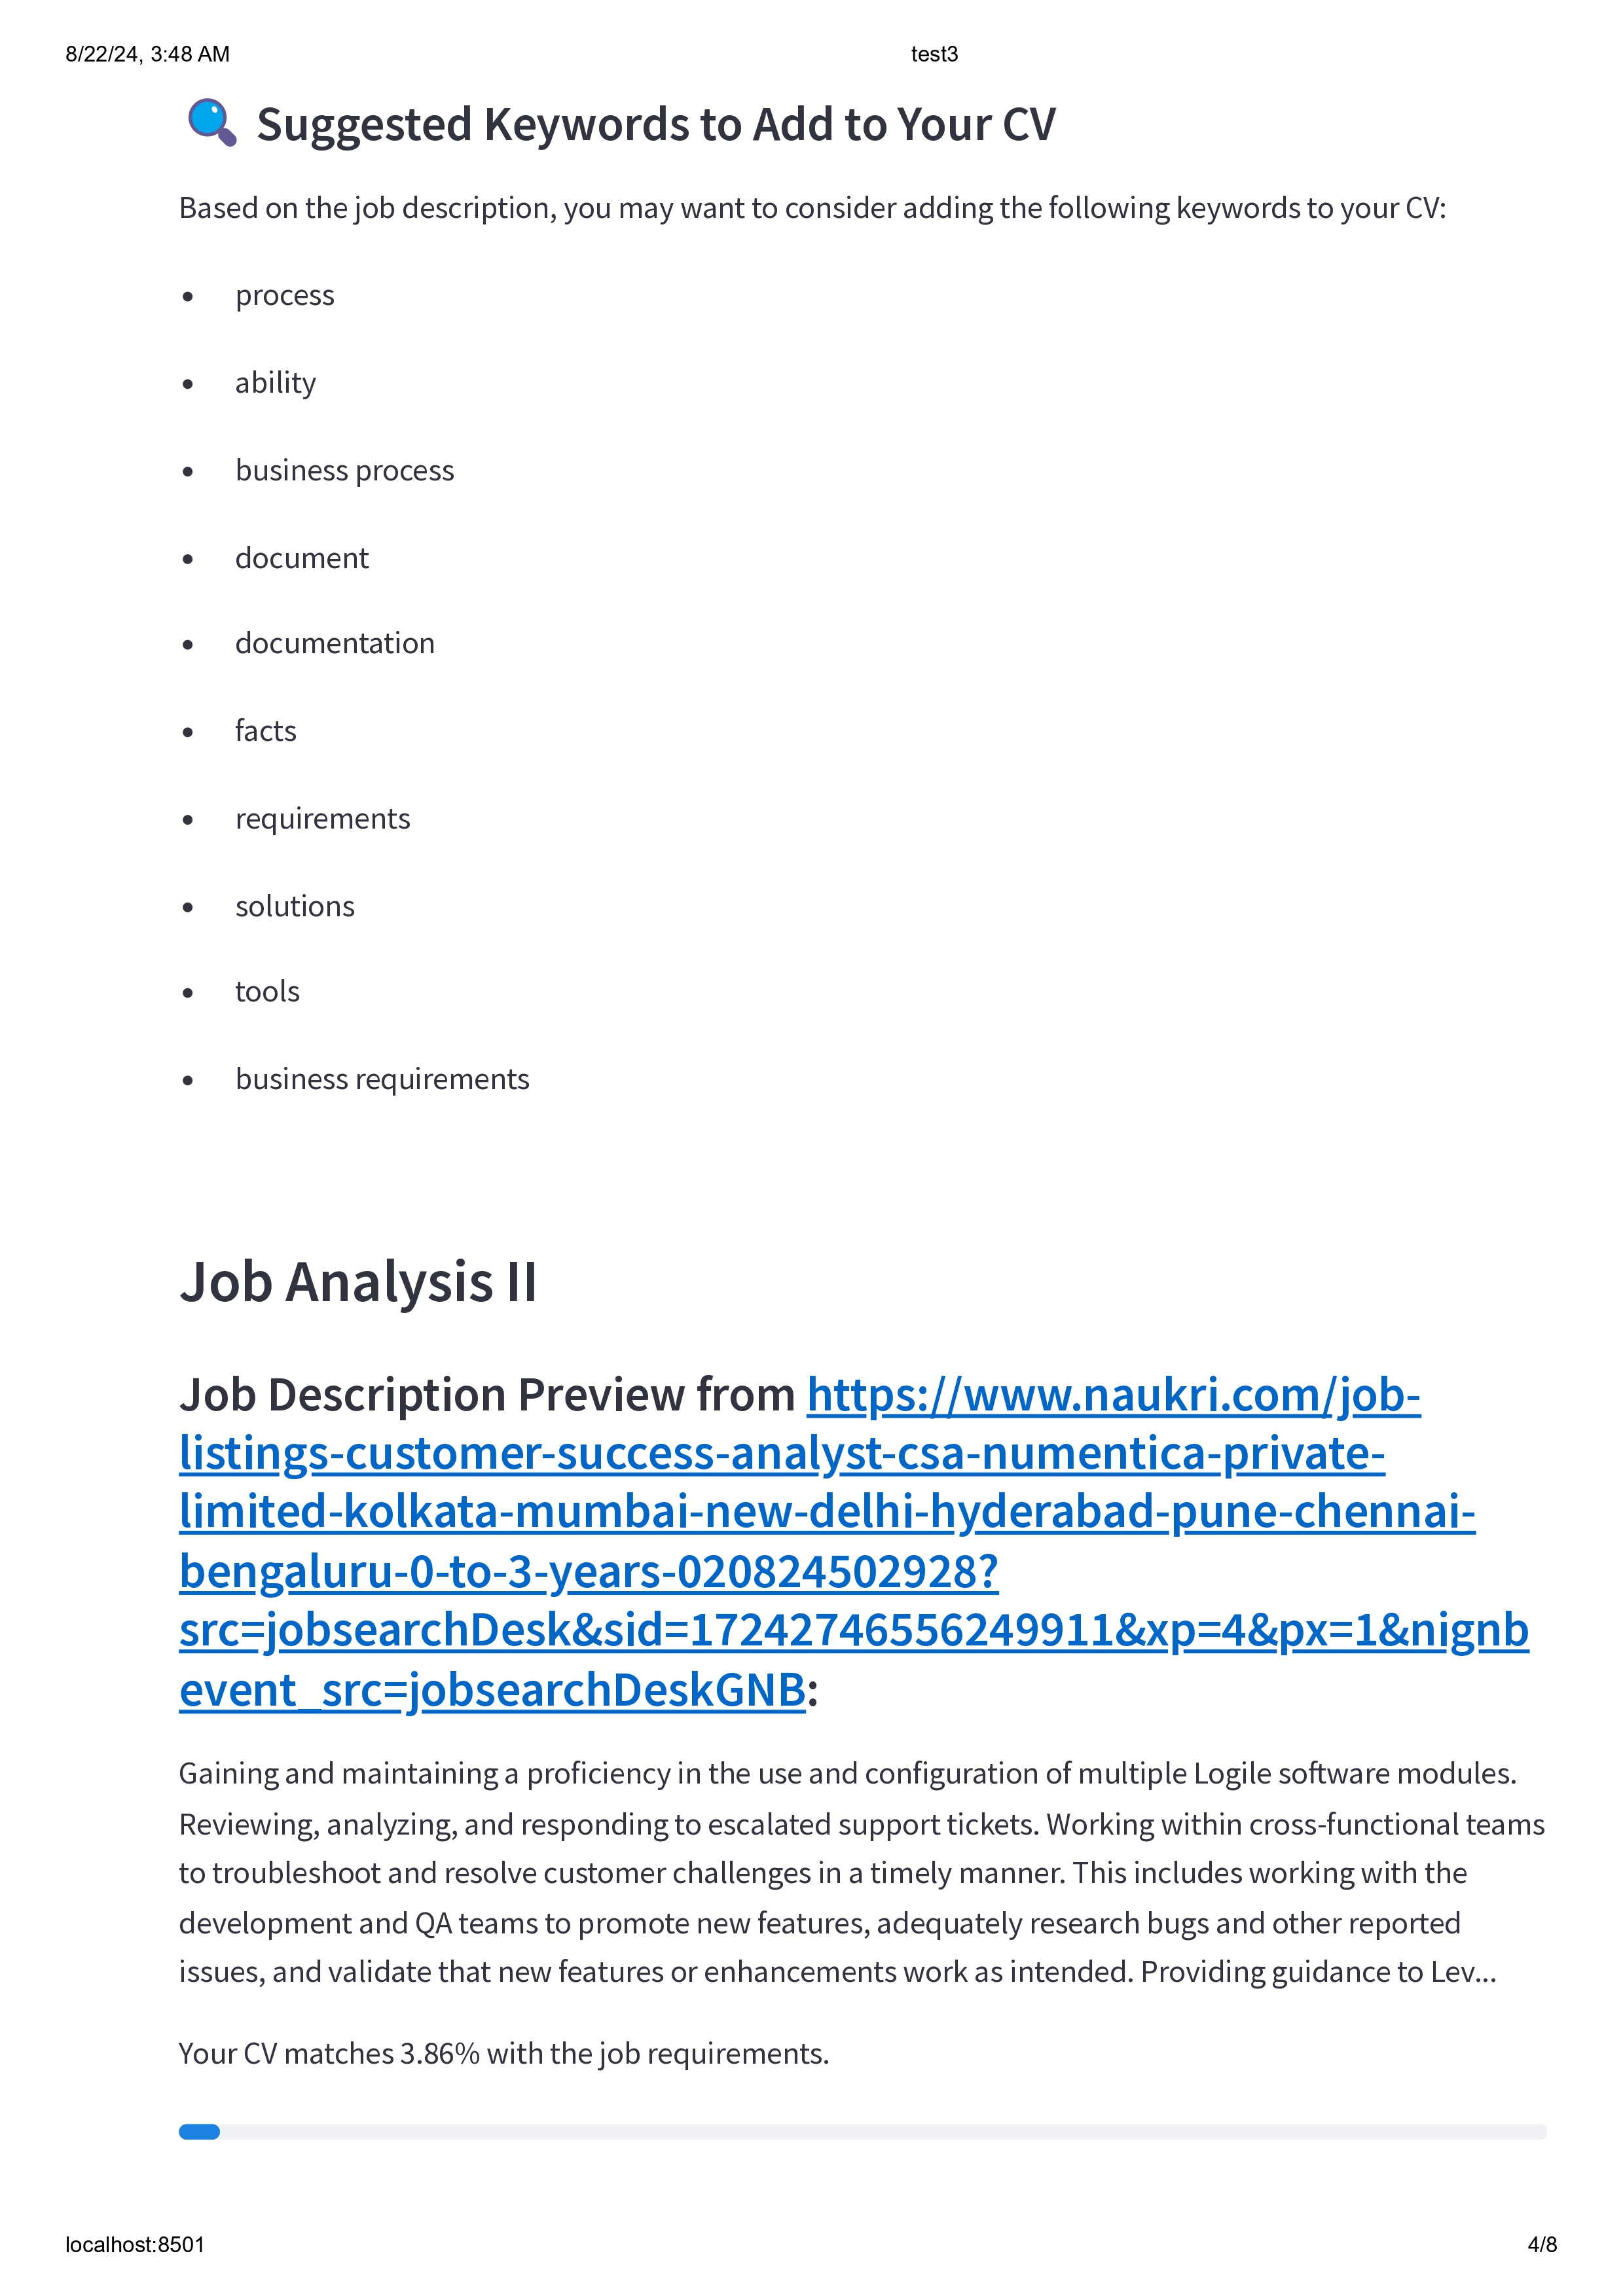 8/22/24, 3:48 AM
test3
Suggested Keywords to Add to Your CV
Based on the job description, you may want to consider adding the following keywords to your CV:
• process
• ability
• business process
• document
• documentation
• facts
• requirements
• solutions
• tools
• business requirements
Job Analysis II
Job Description Preview from https://www.naukri.com/job-
listings-customer-success-analyst-csa-numentica-private-
limited-kolkata-mumbai-new-delhi-hyderabad-pune-chennai-
bengaluru-0-to-3-years-020824502928?
src=jobsearchDesk&sid=17242746556249911&xp=4&px=1&nignb
event_src=jobsearchDeskGNB:
Gaining and maintaining a proficiency in the use and configuration of multiple Logile software modules.
Reviewing, analyzing, and responding to escalated support tickets. Working within cross-functional teams
to troubleshoot and resolve customer challenges in a timely manner. This includes working with the
development and QA teams to promote new features, adequately research bugs and other reported
issues, and validate that new features or enhancements work as intended. Providing guidance to Lev...
Your CV matches 3.86% with the job requirements.
localhost:8501
4/8